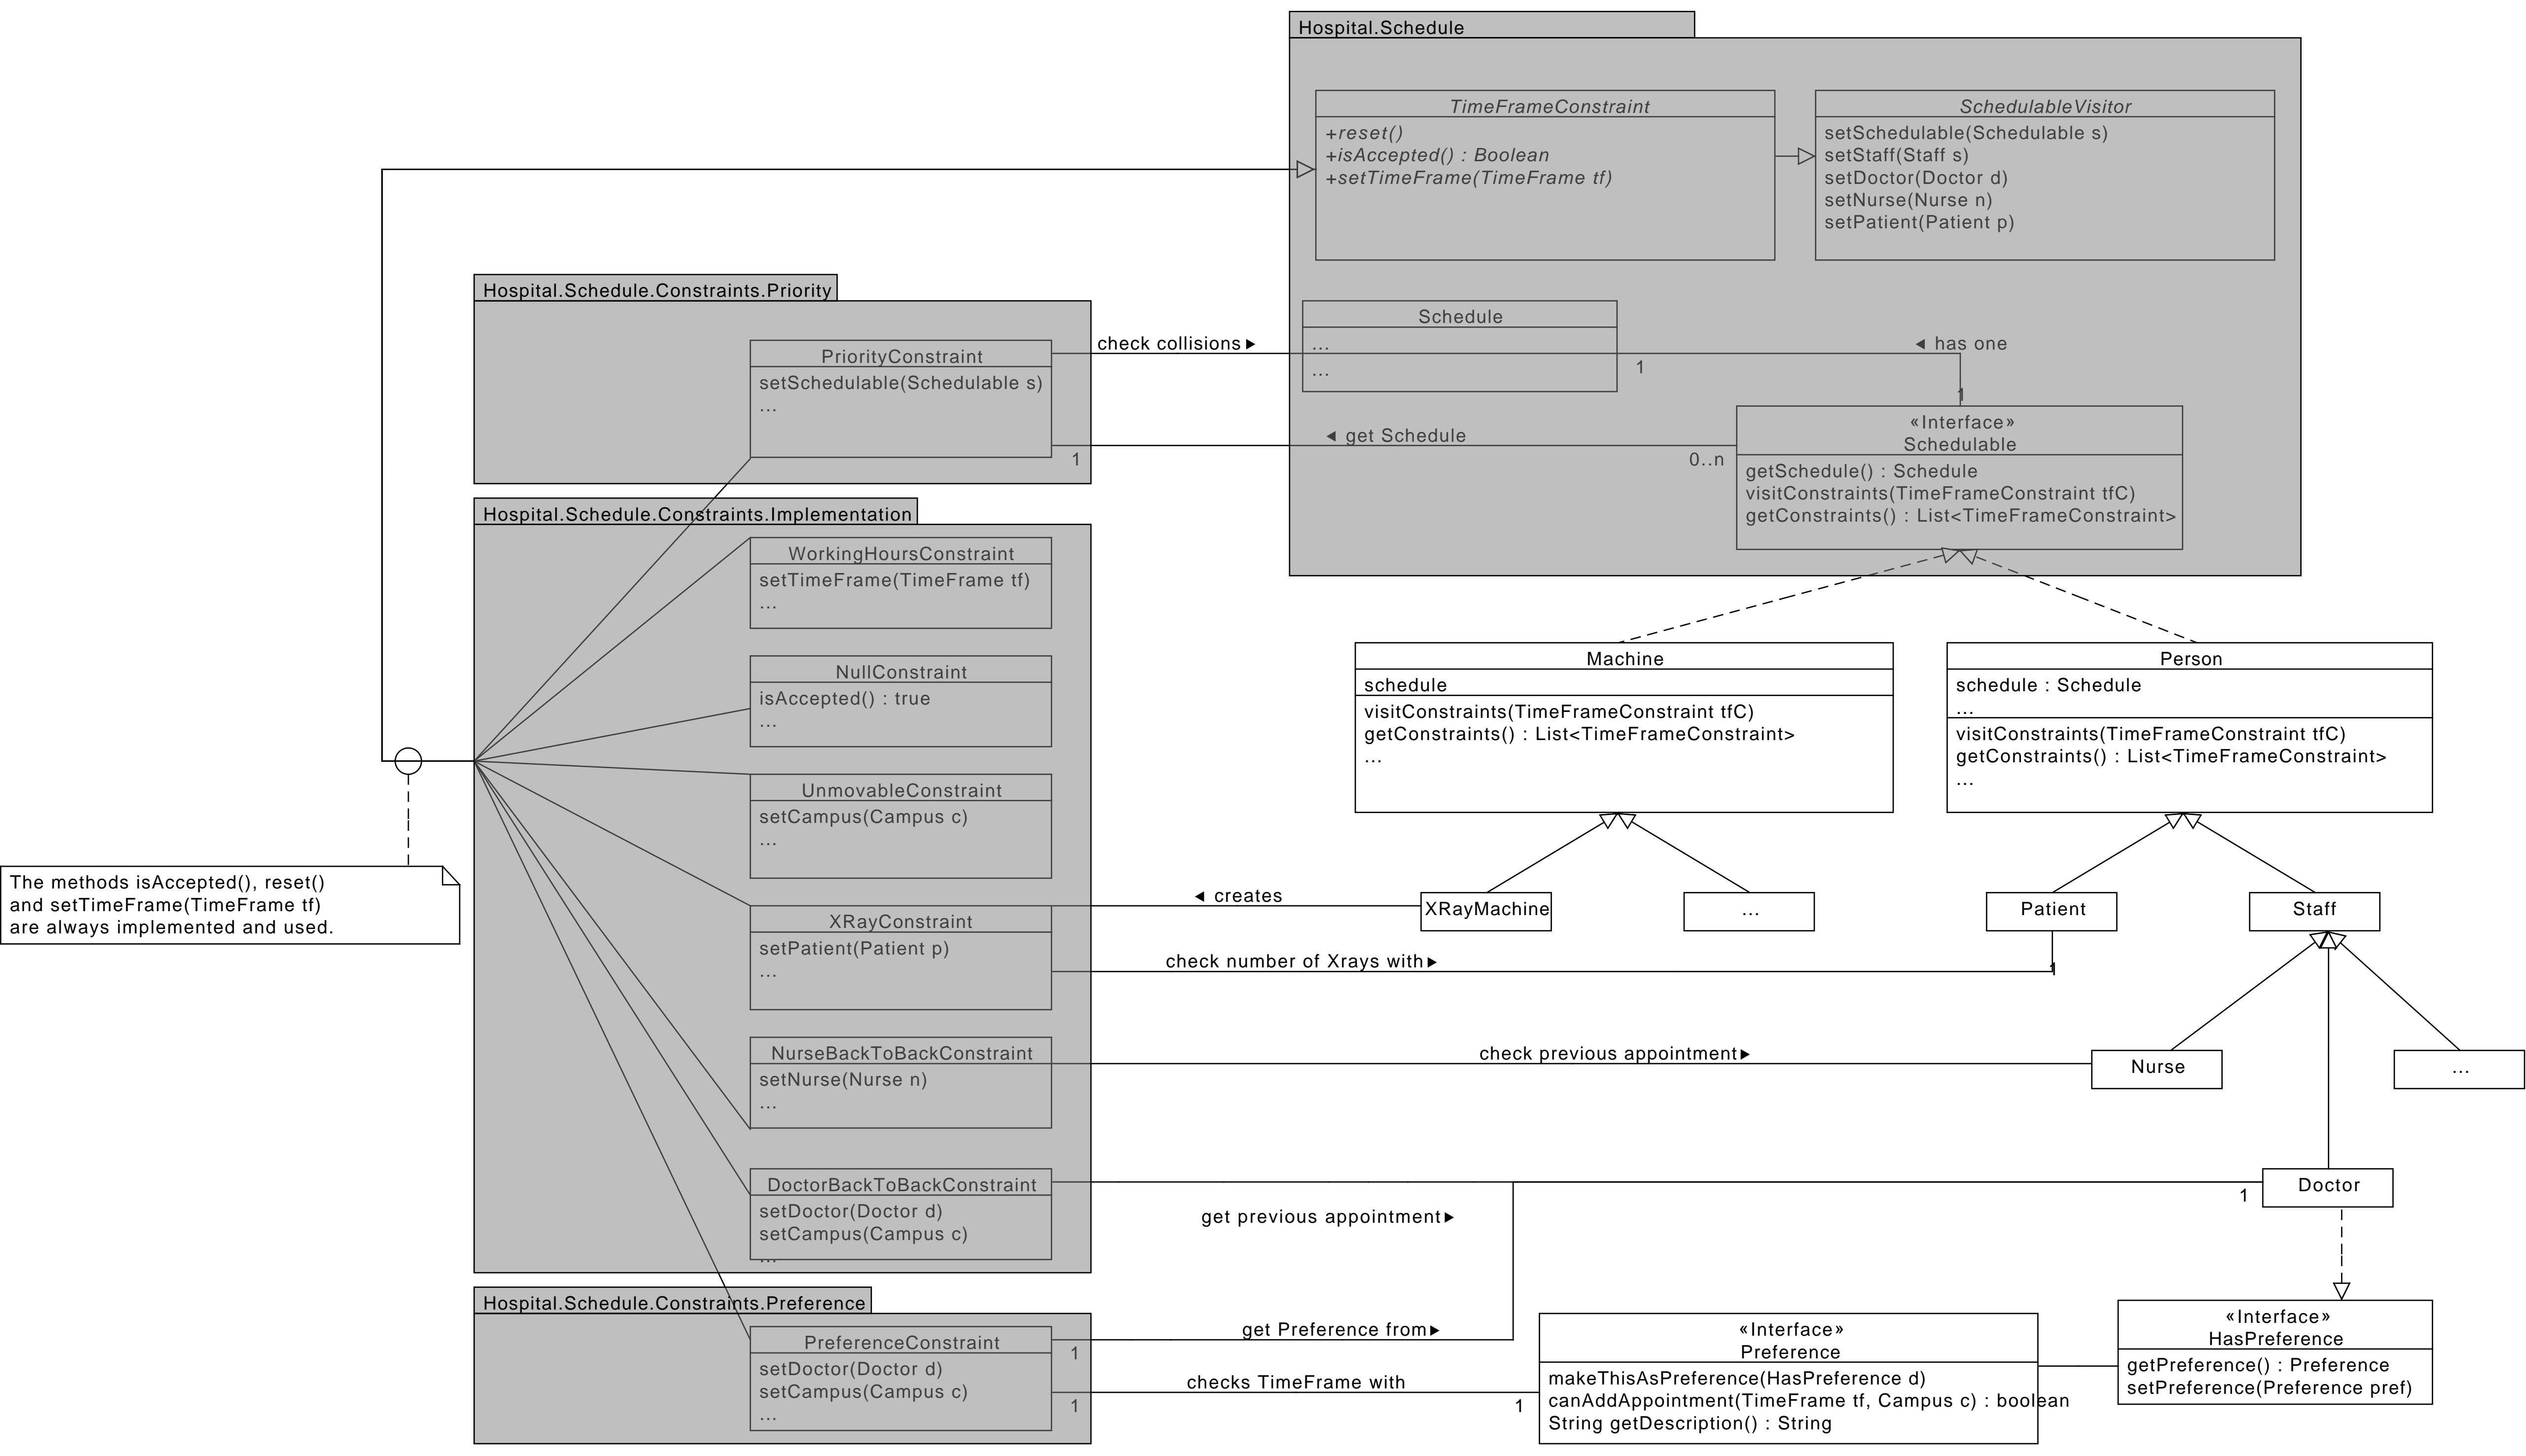 Hospital.Schedule
TimeFrameConstraint
+reset()
+isAccepted() : Boolean
+setTimeFrame(TimeFrame tf)
SchedulableVisitor
setSchedulable(Schedulable s)
setStaff(Staff s)
setDoctor(Doctor d)
setNurse(Nurse n)
setPatient(Patient p)
Hospital.Schedule.Constraints.Priority
PriorityConstraint
setSchedulable(Schedulable s)
...
check collisions ▶
Schedule
...
...
1
◀ has one
1
◀ get Schedule
1
0..n
«Interface»
Schedulable
getSchedule() : Schedule
visitConstraints(TimeFrameConstraint tfC)
getConstraints() : List<TimeFrameConstraint>
Hospital.Schedule.Constraints.Implementation
WorkingHoursConstraint
setTimeFrame(TimeFrame tf)
...
NullConstraint
isAccepted() : true
...
UnmovableConstraint
setCampus(Campus c)
...
XRayConstraint
setPatient(Patient p)
...
NurseBackToBackConstraint
setNurse(Nurse n)
...
DoctorBackToBackConstraint
setDoctor(Doctor d)
setCampus(Campus c)
...
Machine
schedule
visitConstraints(TimeFrameConstraint tfC)
getConstraints() : List<TimeFrameConstraint>
...
Person
schedule : Schedule
...
visitConstraints(TimeFrameConstraint tfC)
getConstraints() : List<TimeFrameConstraint>
...
The methods isAccepted(), reset()
and setTimeFrame(TimeFrame tf)
are always implemented and used.
◀ creates
XRayMachine
...
Patient
Staff
check number of Xrays with ▶
1
check previous appointment ▶
Nurse
...
get previous appointment ▶
1
Doctor
Hospital.Schedule.Constraints.Preference
PreferenceConstraint
setDoctor(Doctor d)
setCampus(Campus c)
...
get Preference from ▶
1
checks TimeFrame with
1
1
«Interface»
Preference
makeThisAsPreference(HasPreference d)
canAddAppointment(TimeFrame tf, Campus c) : boolean
String getDescription() : String
«Interface»
HasPreference
getPreference() : Preference
setPreference(Preference pref)